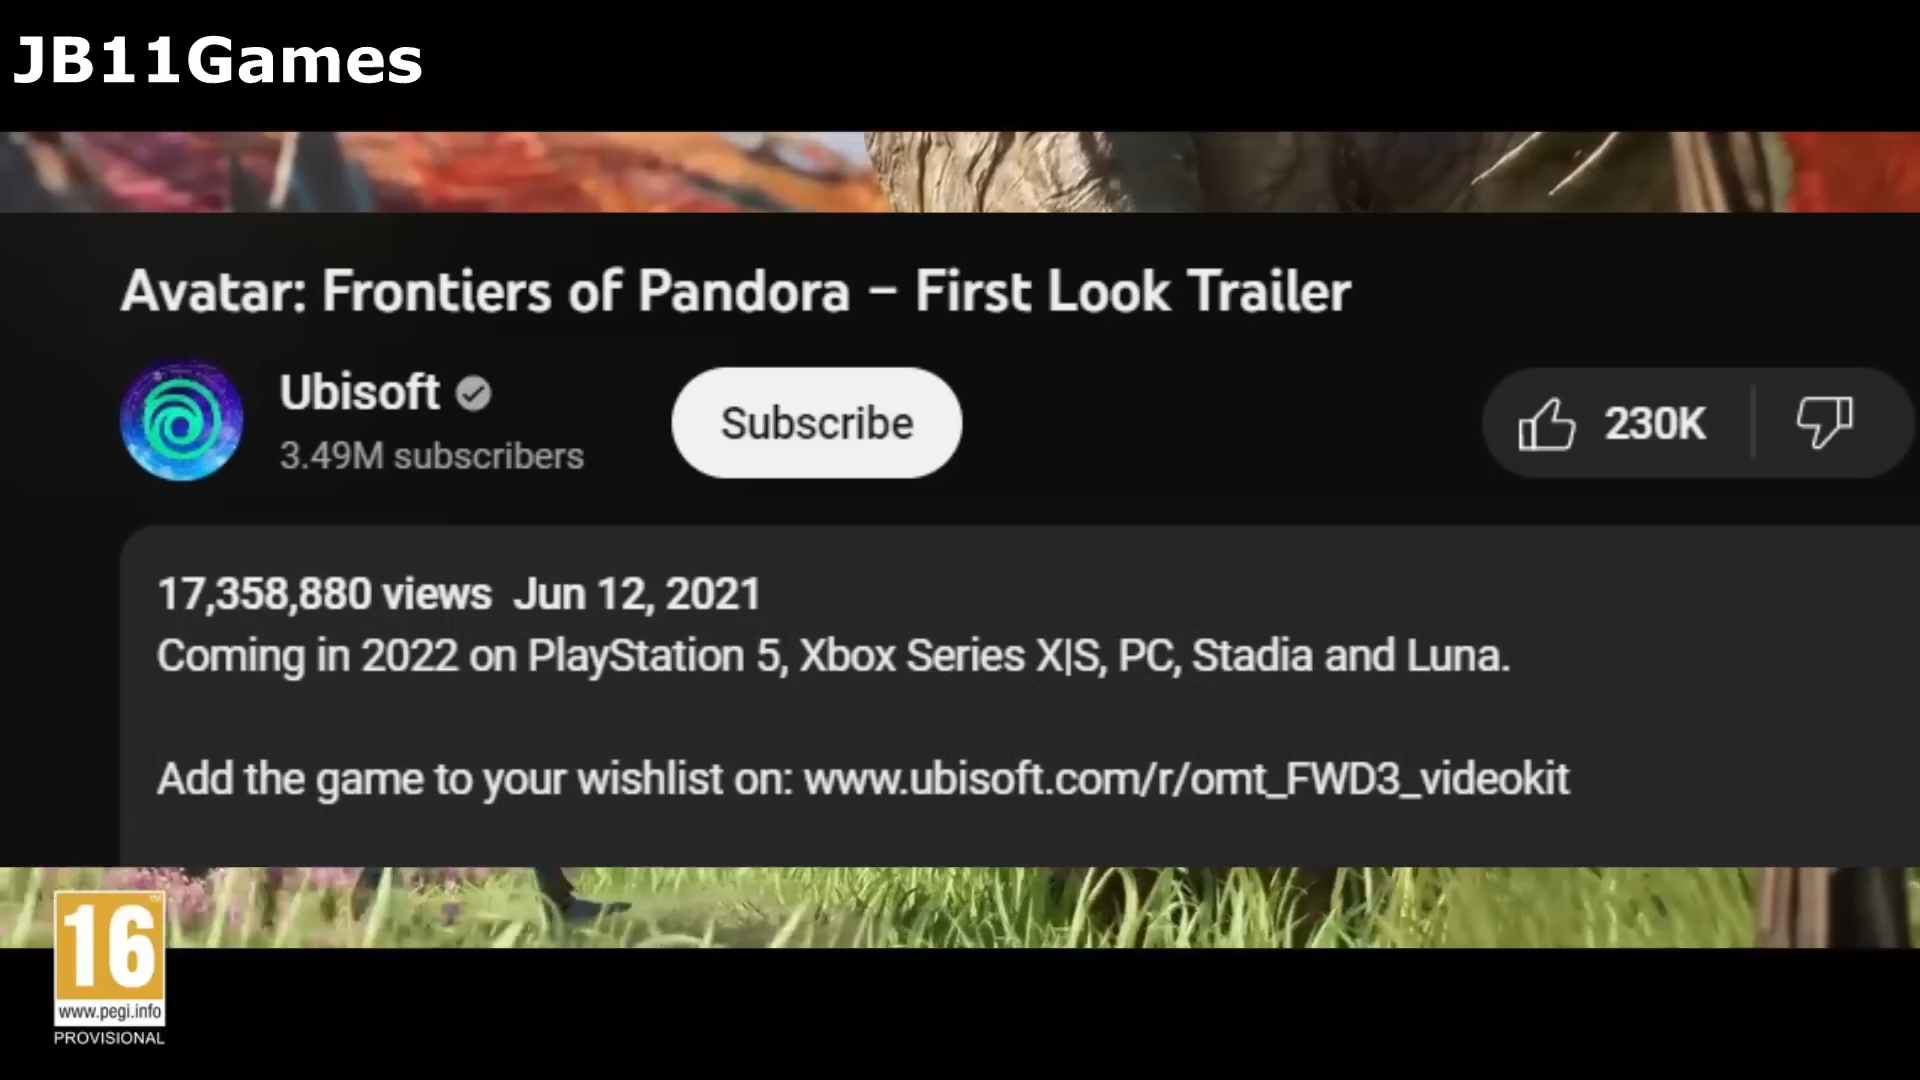 JB11Games
Avatar: Frontiers of Pandora – First Look Trailer
Ubisoft
3.49M subscribers
Subscribe
230K
17,358,880 views Jun 12, 2021
Coming in 2022 on PlayStation 5, Xbox Series X|S, PC, Stadia and Luna.
Add the game to your wishlist on: www.ubisoft.com/r/omt_FWD3_videokit
16
www.pegi.info
PROVISIONAL